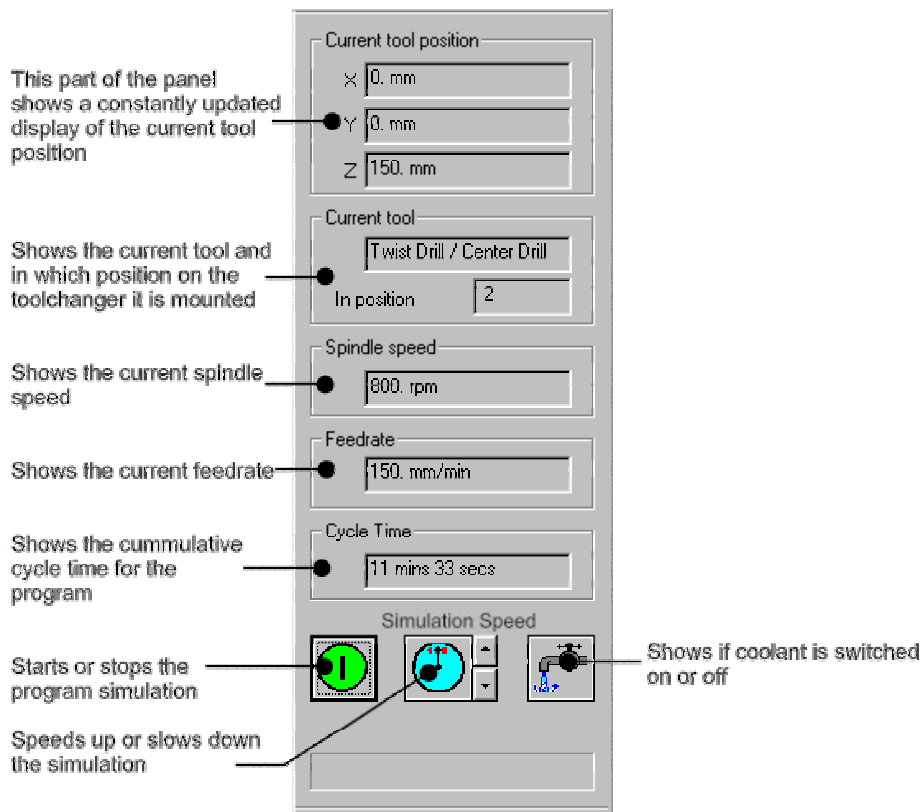 Current tool position
This part of the panel
shows a constantly updated
display of the current tool
position
X 0. mm
Y 0. mm
Z 150. mm
Current tool
Shows the current tool and
in which position on the
toolchanger it is mounted
Twist Drill / Center Drill
In position 2
Spindle speed
Shows the current spindle
speed
800. rpm
Feedrate
Shows the current feedrate
150. mm/min
Cycle Time
Shows the cummulative
cycle time for the
program
11 mins 33 secs
Simulation Speed
Starts or stops the
program simulation
Shows if coolant is switched
on or off
Speeds up or slows down
the simulation